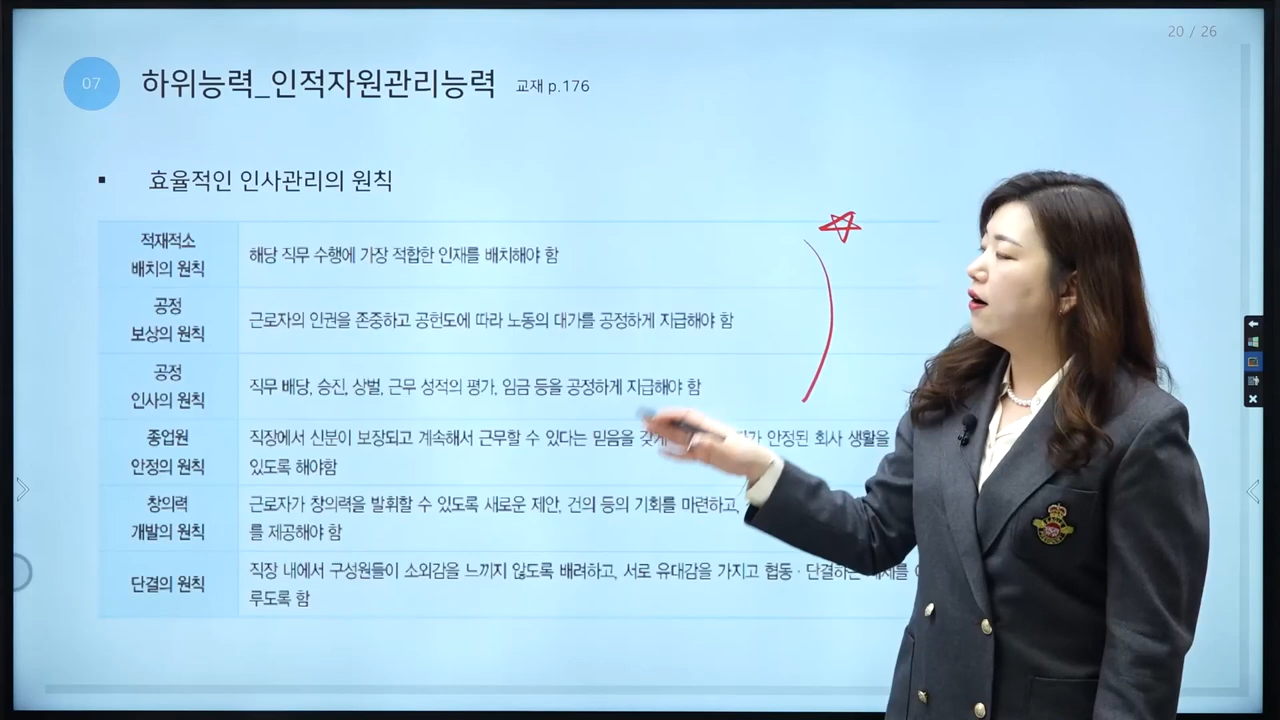 20 / 26
07 하위능력_인적자원관리능력 교재 p.176
▪ 효율적인 인사관리의 원칙
적재적소
배치의 원칙
해당 직무 수행에 가장 적합한 인재를 배치해야 함
공정
보상의 원칙
근로자의 인권을 존중하고 공헌도에 따라 노동의 대가를 공정하게 지급해야 함
공정
인사의 원칙
직무 배당, 승진, 상벌, 근무 성적의 평가, 임금 등을 공정하게 지급해야 함
종업원
안정의 원칙
직장에서 신분이 보장되고 계속해서 근무할 수 있다는 믿음을 갖게 안정된 회사 생활을
있도록 해야함
창의력
개발의 원칙
근로자가 창의력을 발휘할 수 있도록 새로운 제안, 건의 등의 기회를 마련하고,
를 제공해야 함
단결의 원칙
직장 내에서 구성원들이 소외감을 느끼지 않도록 배려하고, 서로 유대감을 가지고 협동 · 단결하는
루도록 함